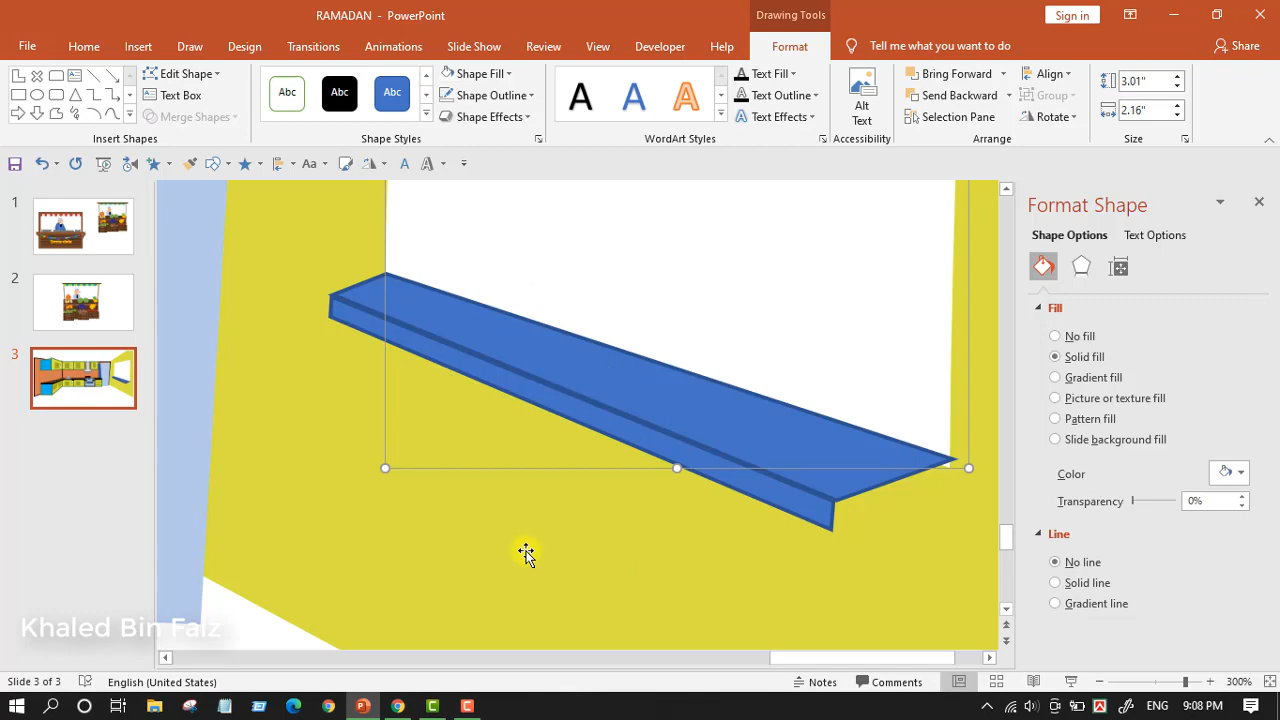 RAMADAN - PowerPoint
Drawing Tools
Sign in
File
Home
Insert
Draw
Design
Transitions
Animations
Slide Show
Review
View
Developer
Help
Format
Tell me what you want to do
Share
Edit Shape
Text Box
Merge Shapes
Insert Shapes
Abc
Abc
Abc
Shape Fill
Shape Outline
Shape Effects
Shape Styles
A
A
A
Text Fill
Text Outline
Text Effects
WordArt Styles
Alt
Text
Accessibility
Bring Forward
Send Backward
Selection Pane
Align
Group
Rotate
Arrange
3.01"
2.16"
Size
Aa
A
A
1
2
3
Format Shape
Shape Options
Text Options
Fill
No fill
Solid fill
Gradient fill
Picture or texture fill
Pattern fill
Slide background fill
Color
Transparency
0%
Line
No line
Solid line
Gradient line
Khaled Bin Faiz
Slide 3 of 3
English (United States)
Notes
Comments
300%
9:08 PM